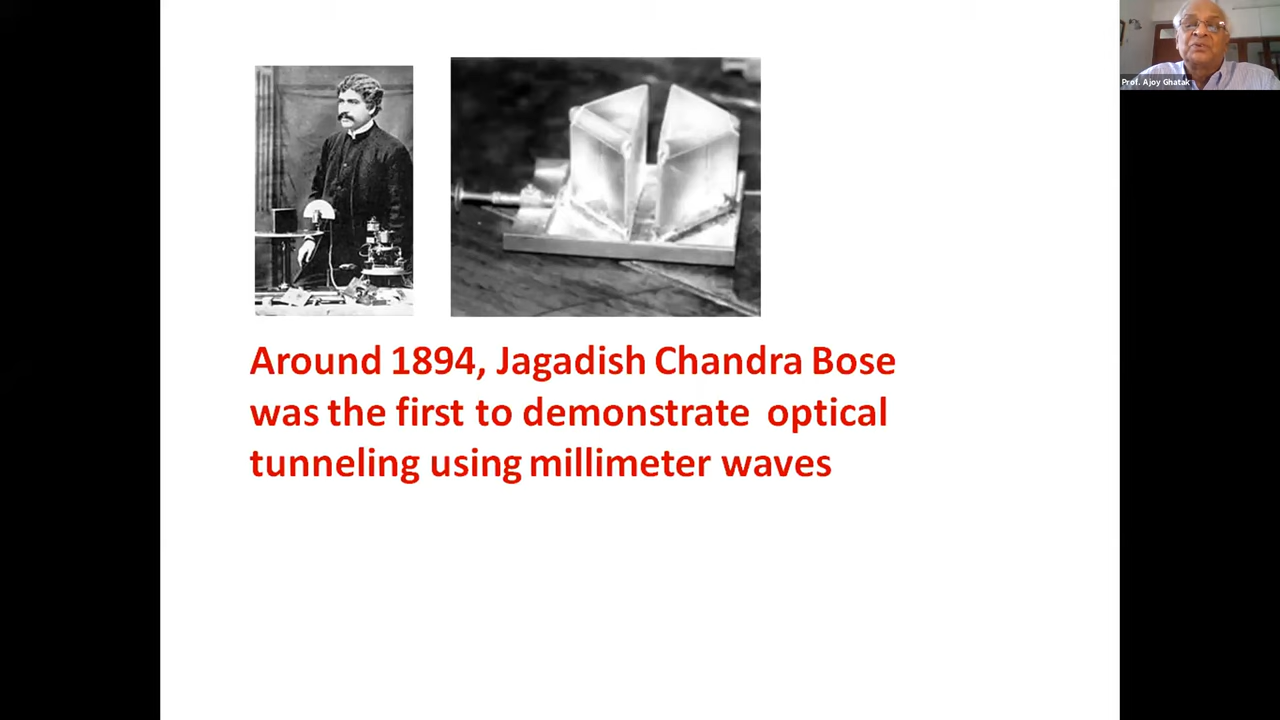 Prof. Ajoy Ghatak
Around 1894, Jagadish Chandra Bose
was the first to demonstrate optical
tunneling using millimeter waves